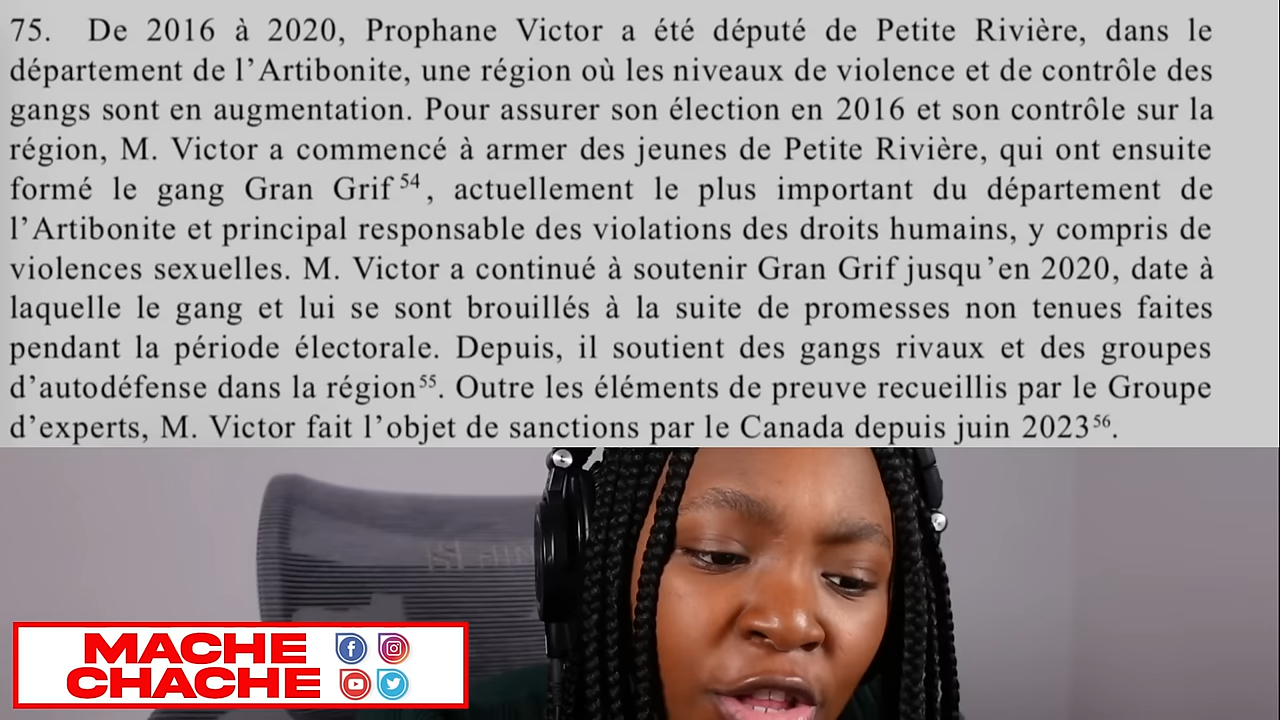 75. De 2016 à 2020, Prophane Victor a été député de Petite Rivière, dans le
département de l’Artibonite, une région où les niveaux de violence et de contrôle des
gangs sont en augmentation. Pour assurer son élection en 2016 et son contrôle sur la
région, M. Victor a commencé à armer des jeunes de Petite Rivière, qui ont ensuite
formé le gang Gran Grif⁵⁴, actuellement le plus important du département de
l’Artibonite et principal responsable des violations des droits humains, y compris de
violences sexuelles. M. Victor a continué à soutenir Gran Grif jusqu’en 2020, date à
laquelle le gang et lui se sont brouillés à la suite de promesses non tenues faites
pendant la période électorale. Depuis, il soutient des gangs rivaux et des groupes
d’autodéfense dans la région⁵⁵. Outre les éléments de preuve recueillis par le Groupe
d’experts, M. Victor fait l’objet de sanctions par le Canada depuis juin 2023⁵⁶.
MACHE
CHACHE